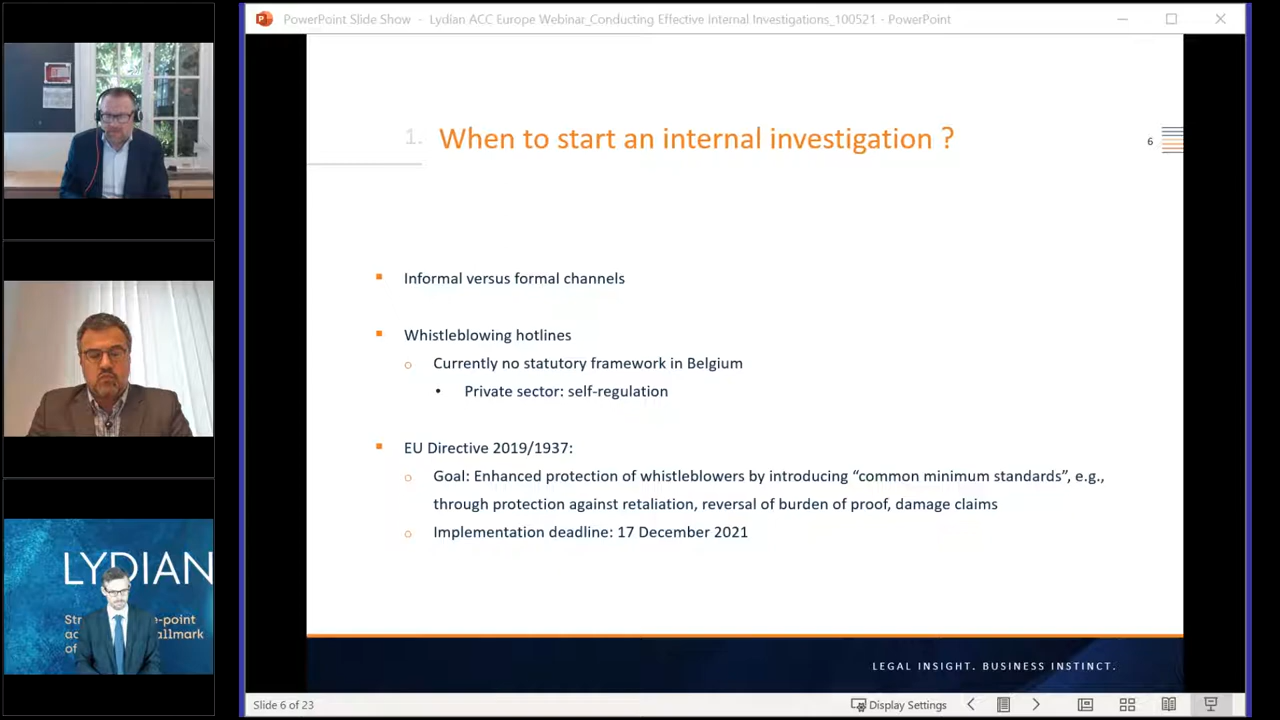 PowerPoint Slide Show - Lydian ACC Europe Webinar_Conducting Effective Internal Investigations_100521 - PowerPoint
1. When to start an internal investigation ?
6
Informal versus formal channels
Whistleblowing hotlines
Currently no statutory framework in Belgium
Private sector: self-regulation
EU Directive 2019/1937:
Goal: Enhanced protection of whistleblowers by introducing “common minimum standards”, e.g.,
through protection against retaliation, reversal of burden of proof, damage claims
Implementation deadline: 17 December 2021
LEGAL INSIGHT. BUSINESS INSTINCT.
Slide 6 of 23
Display Settings
LYDIAN